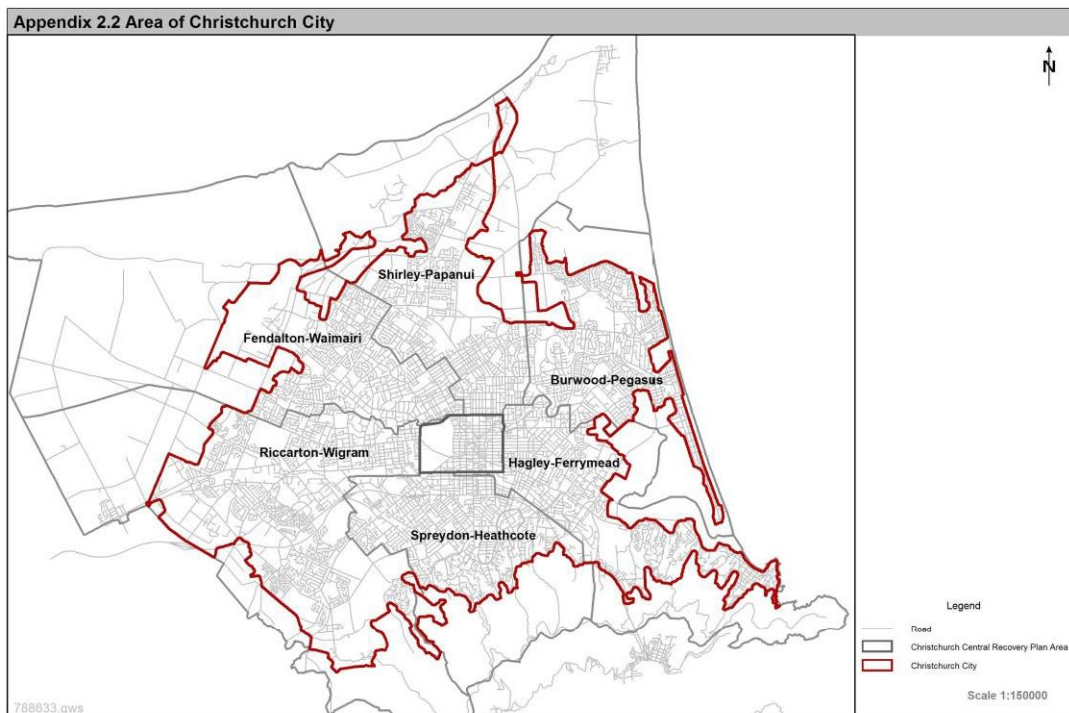 Appendix 2.2 Area of Christchurch City
N
Shirley-Papanui
Fendalton-Waimairi
Burwood-Pegasus
Riccarton-Wigram
Hagley-Ferrymead
Spreydon-Heathcote
Legend
Road
Christchurch Central Recovery Plan Area
Christchurch City
Scale 1:150000
788633.gws